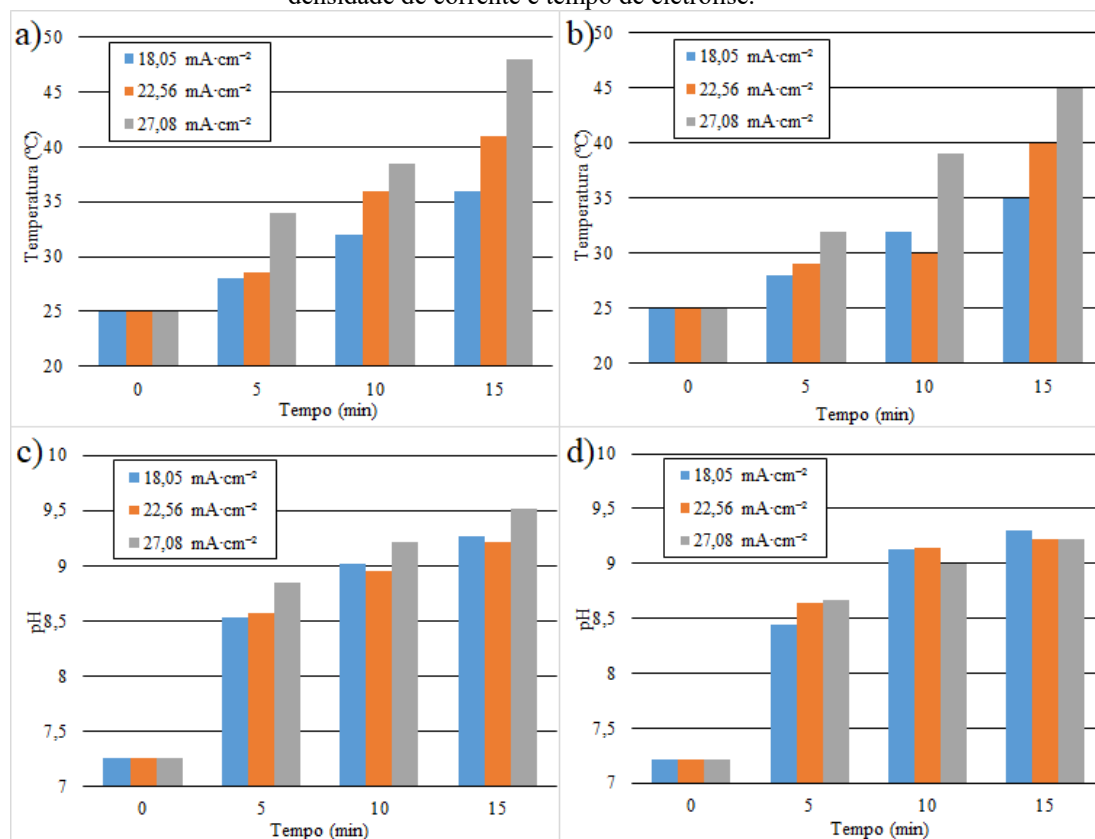 densidade de corrente e tempo de eletrólise.
a)
50
45
40
35
30
25
20
Temperatura (ºC)
18,05 mA·cm⁻²
22,56 mA·cm⁻²
27,08 mA·cm⁻²
0 5 10 15
Tempo (min)
b)
50
45
40
35
30
25
20
Temperatura (ºC)
18,05 mA·cm⁻²
22,56 mA·cm⁻²
27,08 mA·cm⁻²
0 5 10 15
Tempo (min)
c)
10
9,5
9
8,5
8
7,5
7
pH
18,05 mA·cm⁻²
22,56 mA·cm⁻²
27,08 mA·cm⁻²
0 5 10 15
Tempo (min)
d)
10
9,5
9
8,5
8
7,5
7
pH
18,05 mA·cm⁻²
22,56 mA·cm⁻²
27,08 mA·cm⁻²
0 5 10 15
Tempo (min)